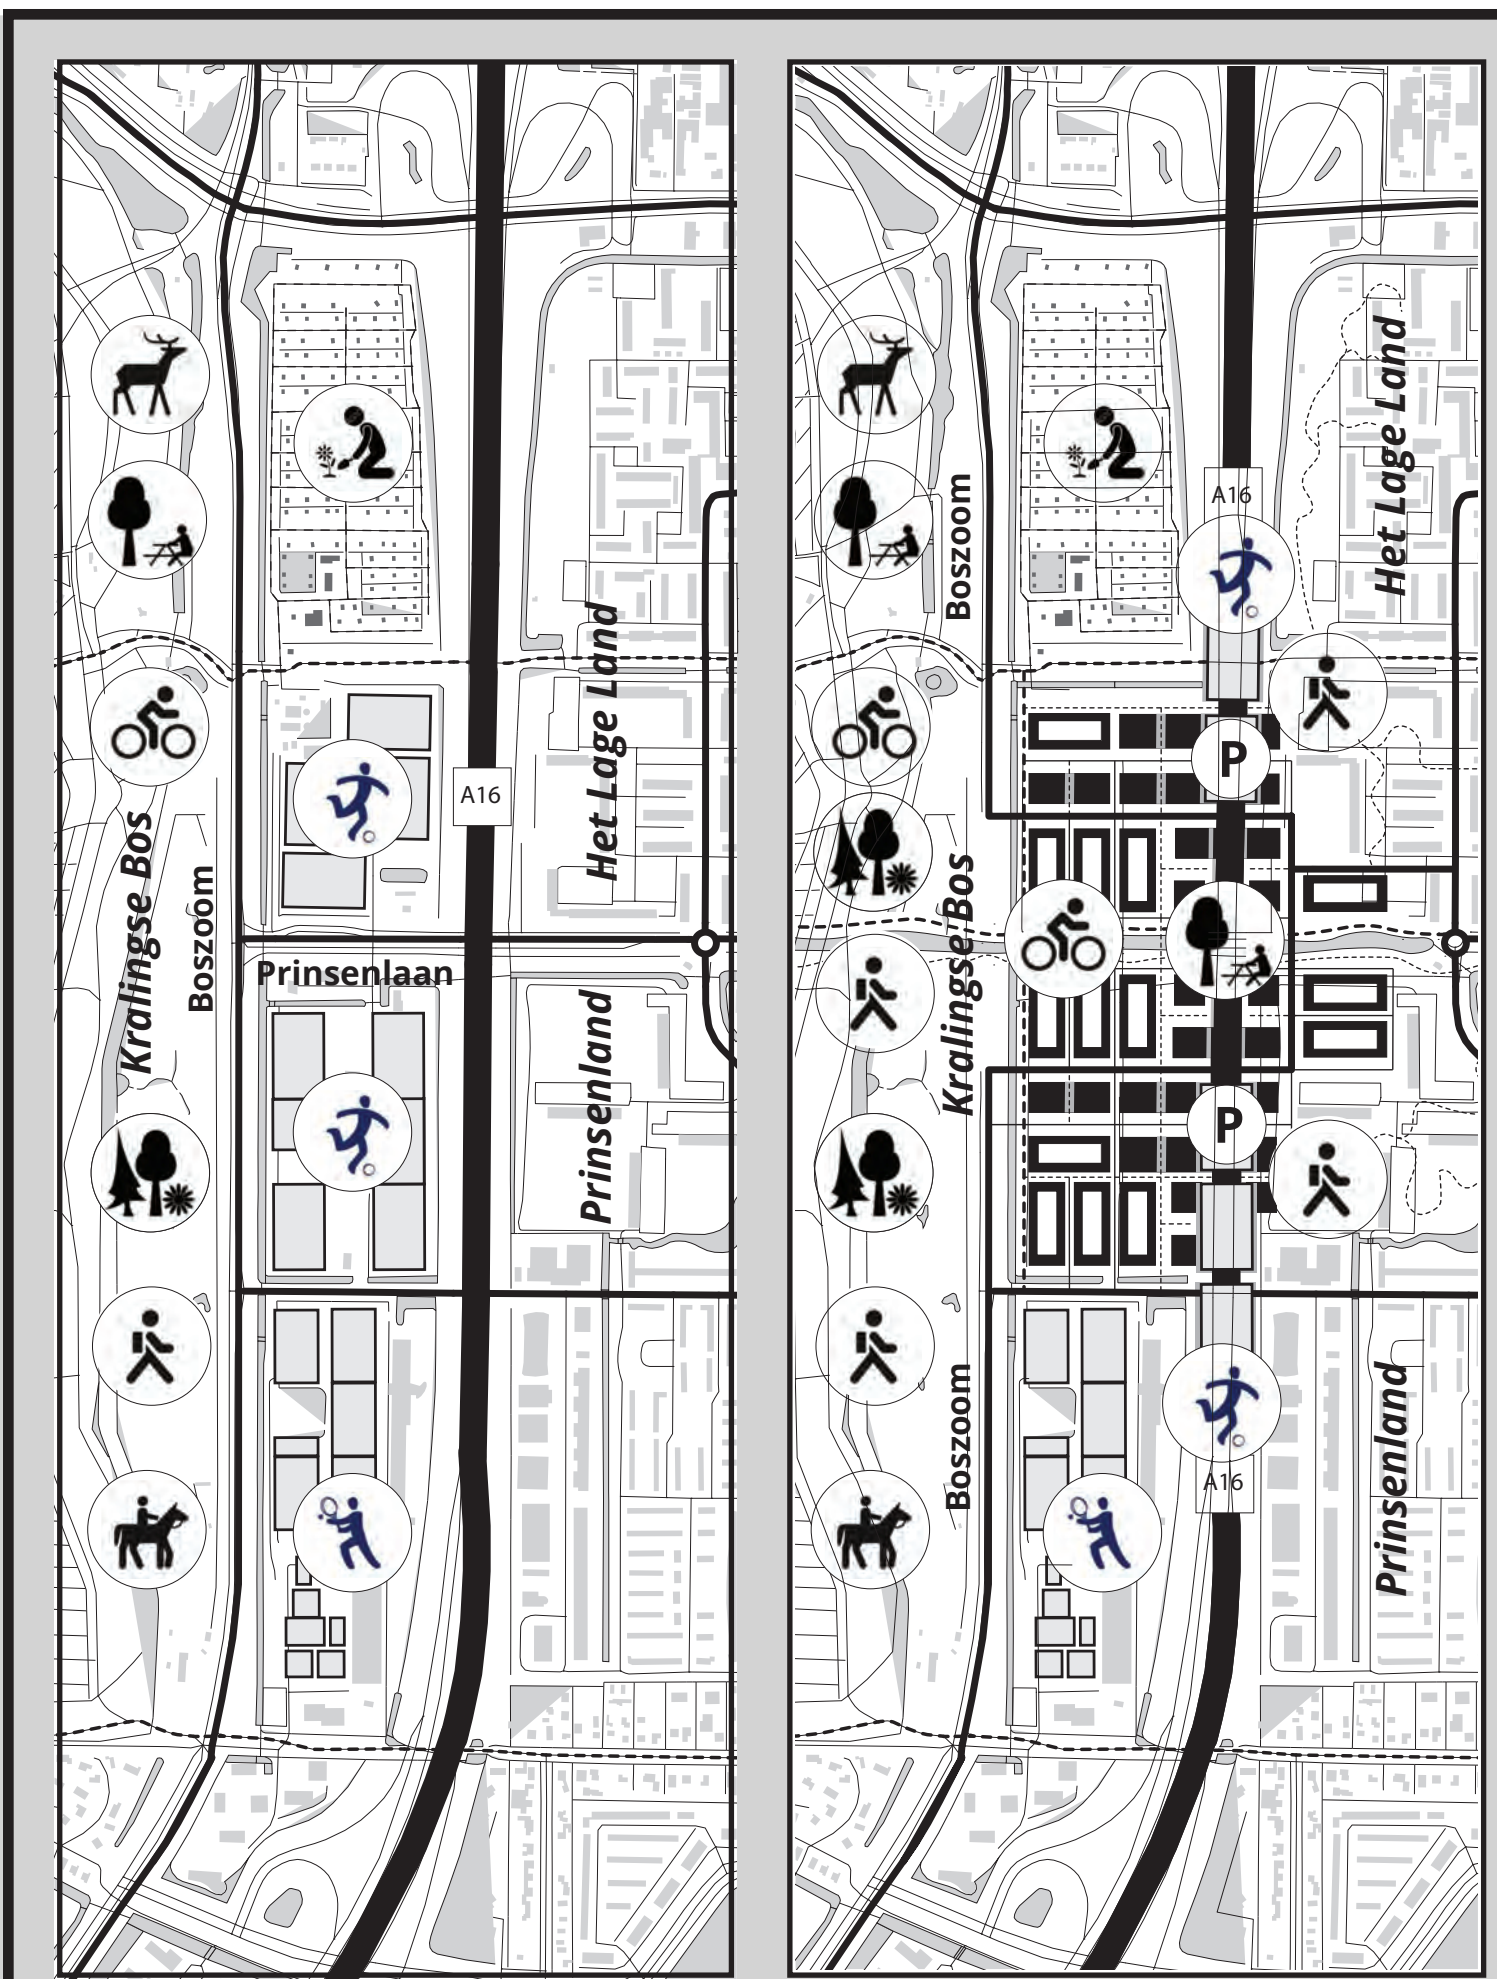 A16
Het Lage Land
Kralingse Bos
Boszoom
Prinsenlaan
Prinsenland
Boszoom
Het Lage Land
A16
P
Kralingse Bos
P
Boszoom
A16
Prinsenland